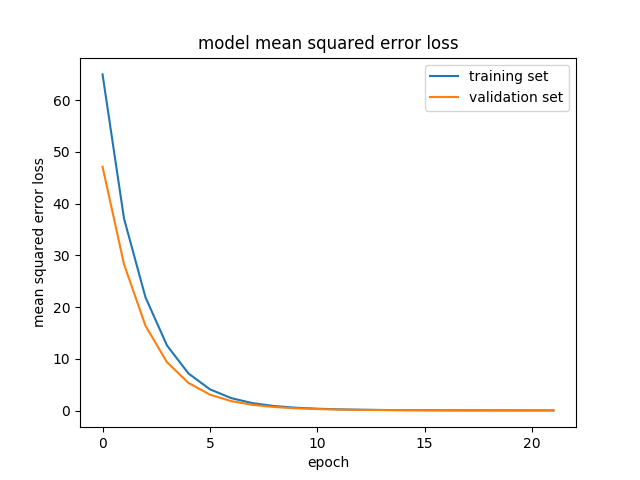 model mean squared error loss
training set
validation set
mean squared error loss
60
50
40
30
20
10
0
0 5 10 15 20
epoch